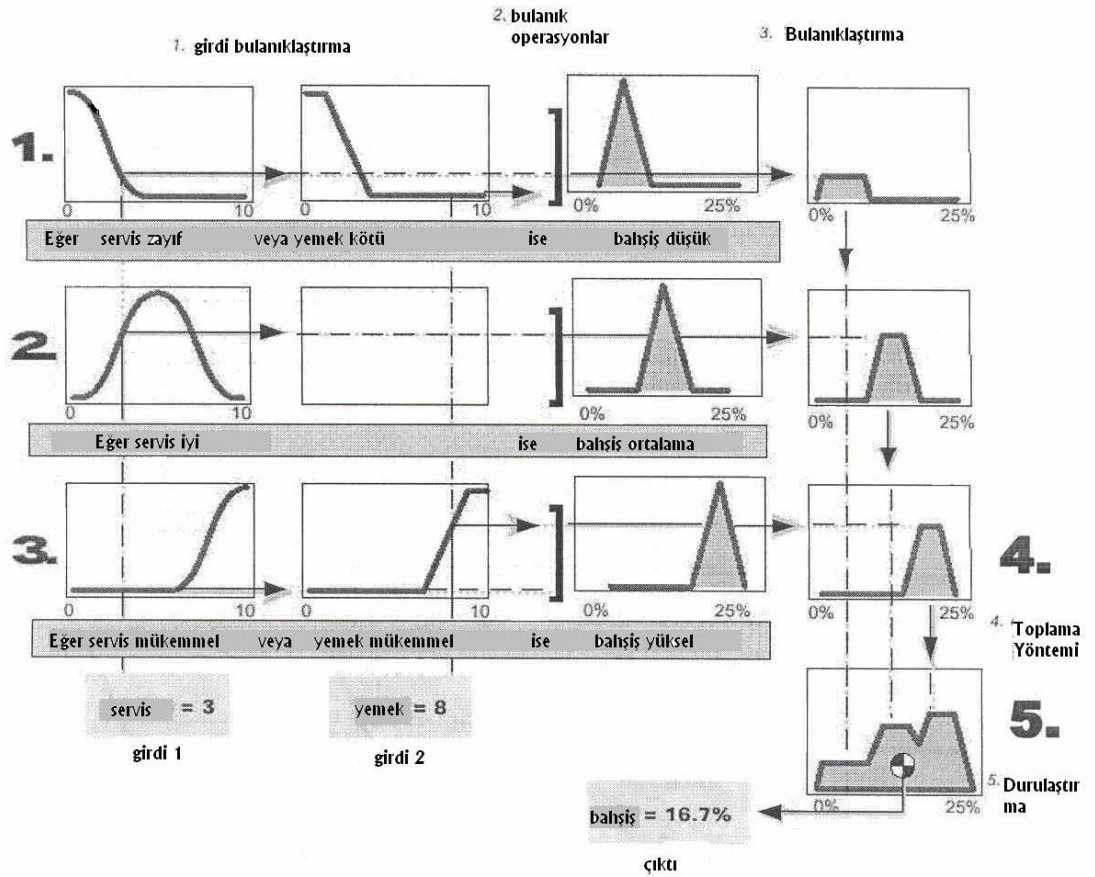 1. girdi bulanıklaştırma
2. bulanık
operasyonlar
3. Bulanıklaştırma
1.
0 10
0 10
0% 25%
0% 25%
Eğer servis zayıf veya yemek kötü ise bahşiş düşük
2.
0 10
0% 25%
0% 25%
Eğer servis iyi ise bahşiş ortalama
3.
0 10
0 10
0% 25%
0% 25%
Eğer servis mükemmel veya yemek mükemmel ise bahşiş yüksel
4.
4. Toplama
Yöntemi
servis = 3
girdi 1
yemek = 8
girdi 2
5.
5. Durulaştır
ma
0% 25%
bahşiş = 16.7%
çıktı